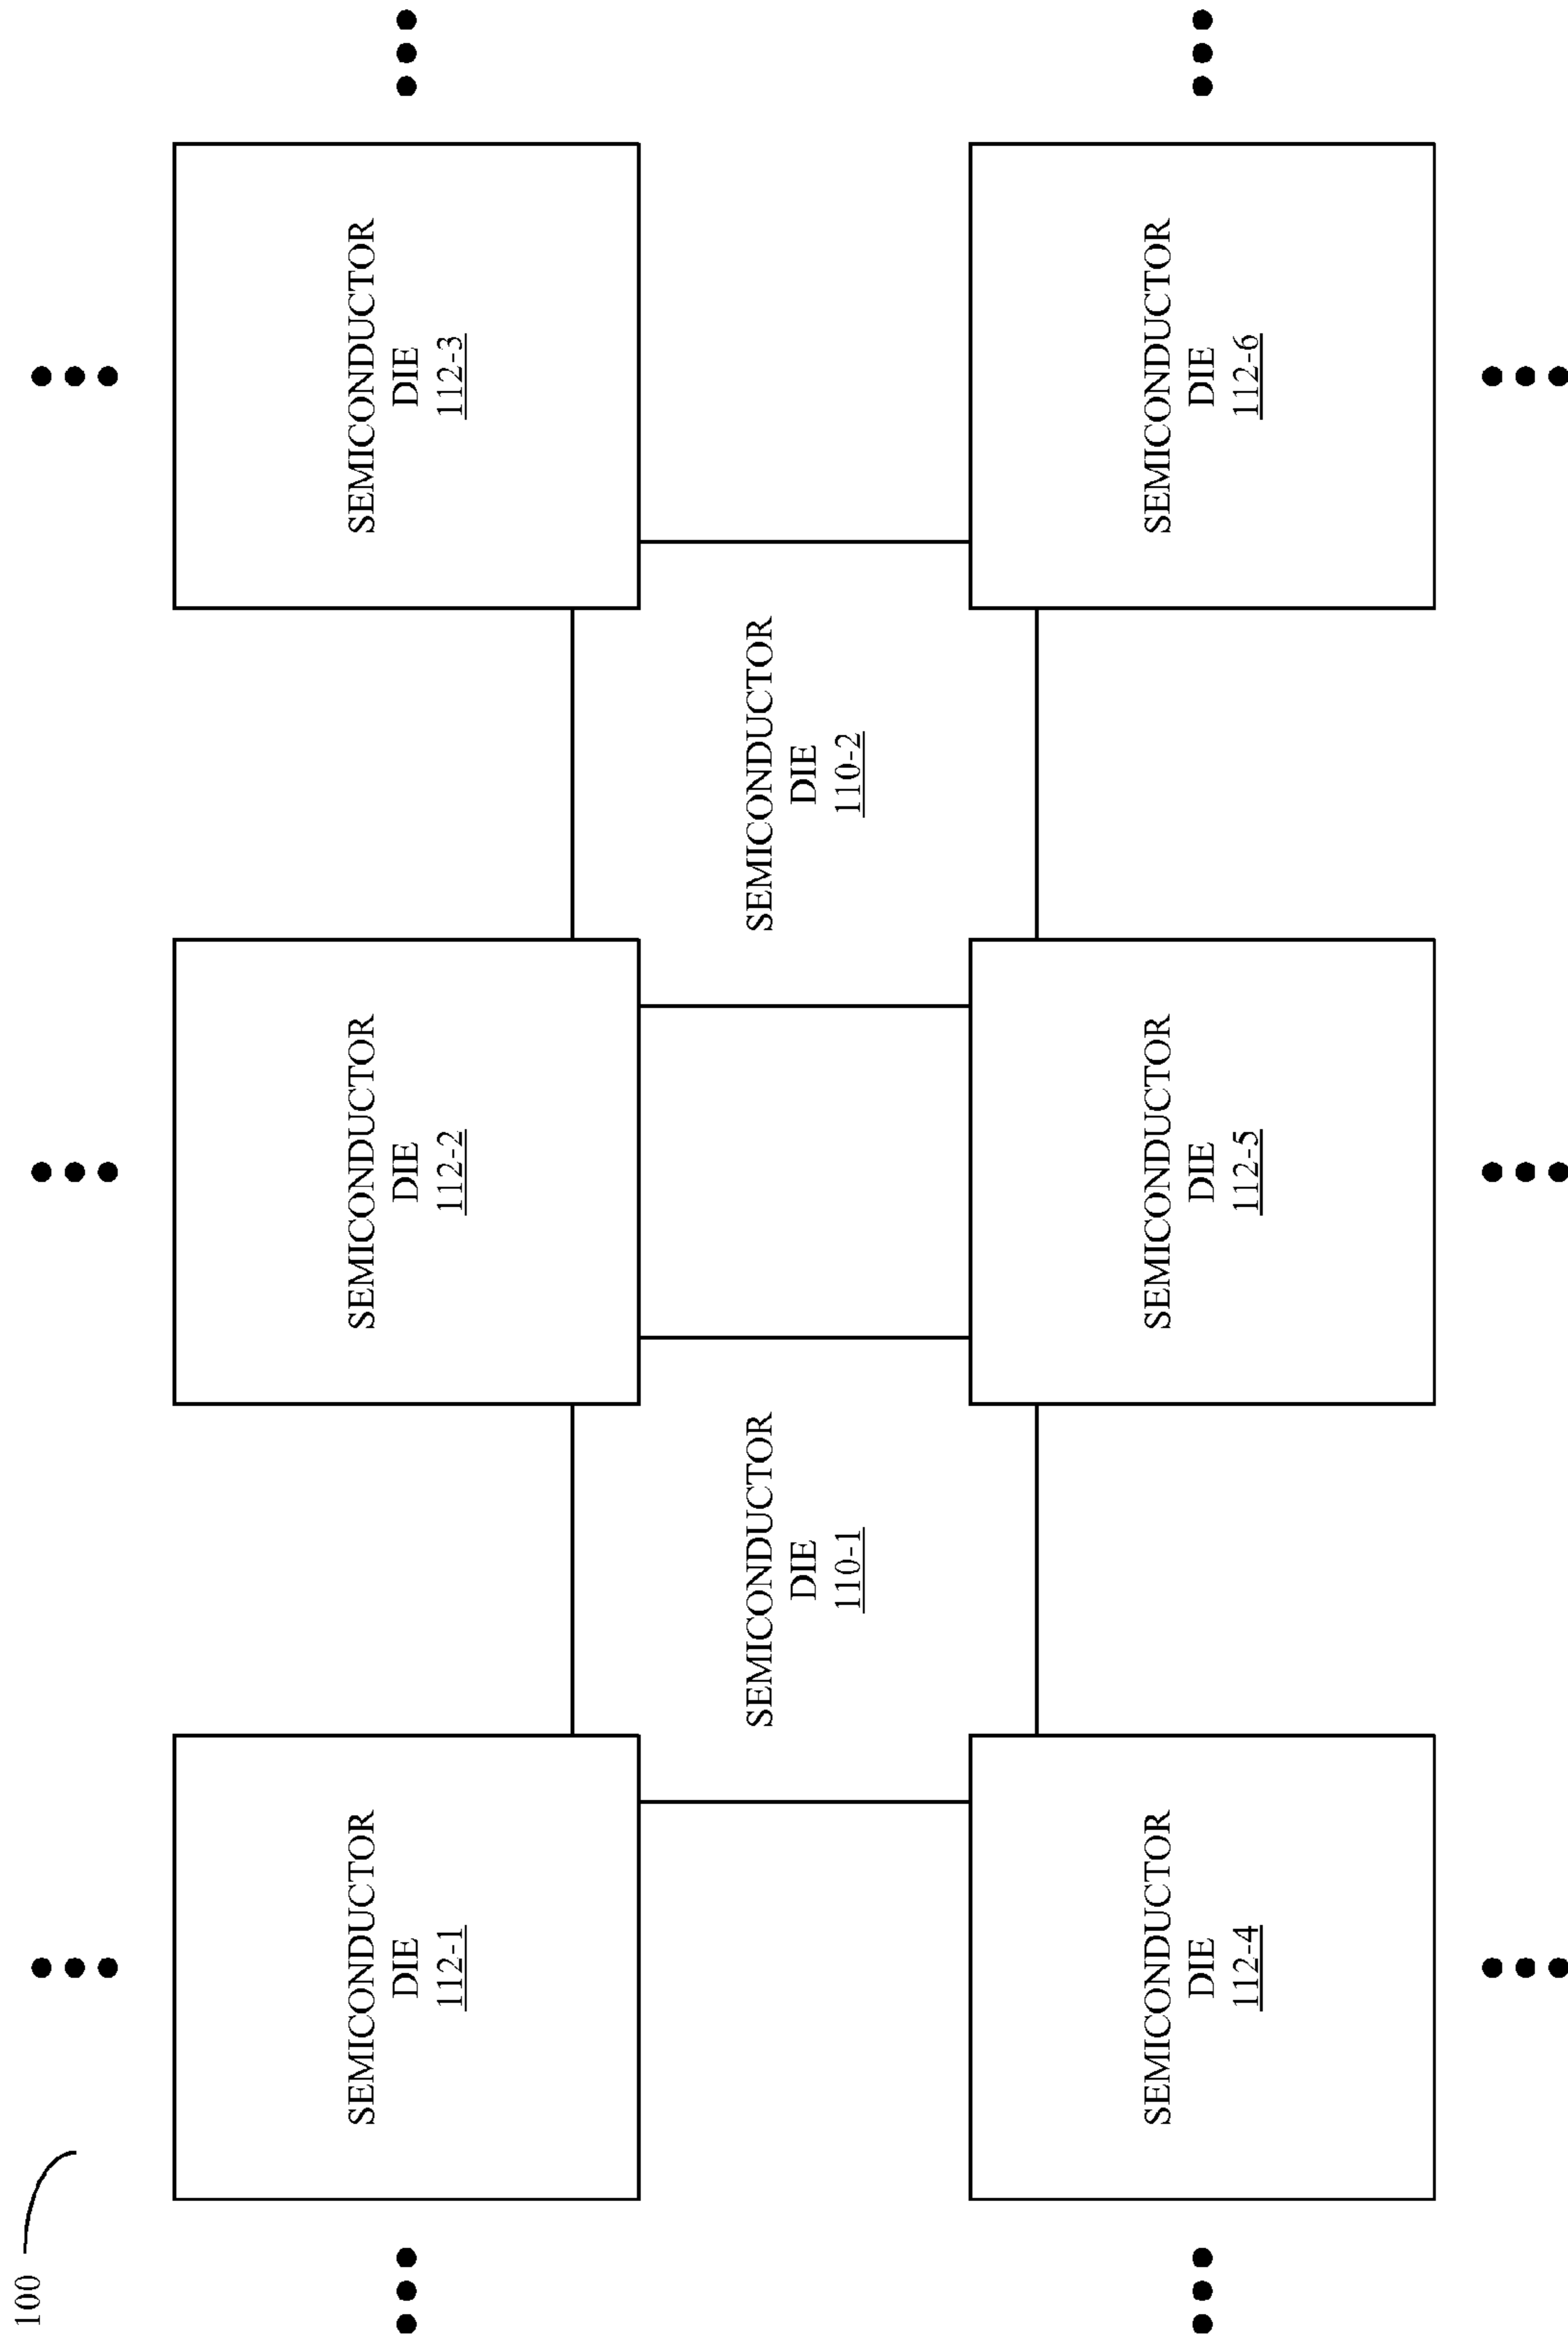 100
SEMICONDUCTOR
DIE
112-1
SEMICONDUCTOR
DIE
112-2
SEMICONDUCTOR
DIE
112-3
SEMICONDUCTOR
DIE
110-1
SEMICONDUCTOR
DIE
110-2
SEMICONDUCTOR
DIE
112-4
SEMICONDUCTOR
DIE
112-5
SEMICONDUCTOR
DIE
112-6